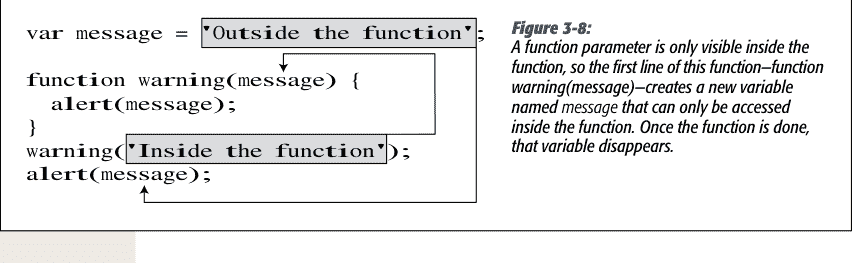 var message = 'Outside the function';
function warning(message) {
alert(message);
}
warning('Inside the function');
alert(message);
Figure 3-8:
A function parameter is only visible inside the
function, so the first line of this function—function
warning(message)—creates a new variable
named message that can only be accessed
inside the function. Once the function is done,
that variable disappears.